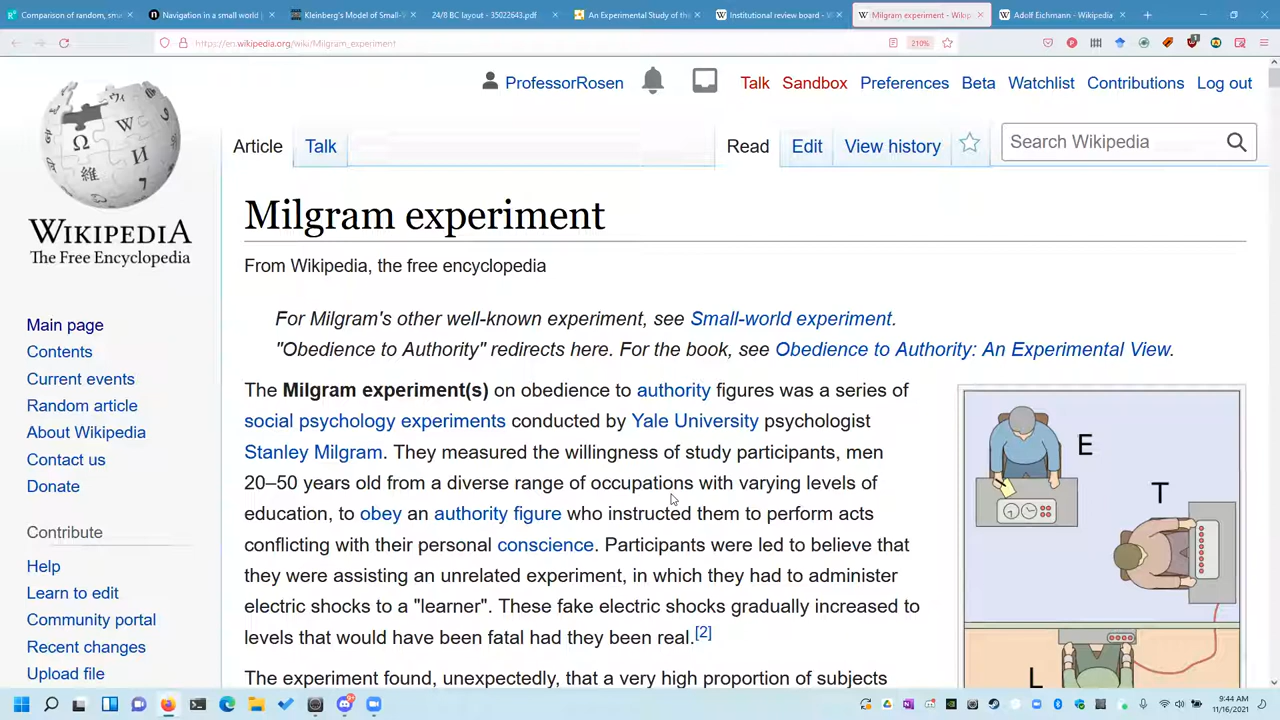 Comparison of random, sm
Navigation in a small world
Kleinberg's Model of Small-W
24/8 BC layout - 35022643.pdf
An Experimental Study of the
Institutional review board - W
Milgram experiment - Wikip
Adolf Eichmann - Wikipedia
https://en.wikipedia.org/wiki/Milgram_experiment
210%
ProfessorRosen
Talk
Sandbox
Preferences
Beta
Watchlist
Contributions
Log out
Article
Talk
Read
Edit
View history
Search Wikipedia
WIKIPEDIA
The Free Encyclopedia
Main page
Contents
Current events
Random article
About Wikipedia
Contact us
Donate
Contribute
Help
Learn to edit
Community portal
Recent changes
Upload file
Milgram experiment
From Wikipedia, the free encyclopedia
For Milgram's other well-known experiment, see Small-world experiment.
"Obedience to Authority" redirects here. For the book, see Obedience to Authority: An Experimental View.
The Milgram experiment(s) on obedience to authority figures was a series of
social psychology experiments conducted by Yale University psychologist
Stanley Milgram. They measured the willingness of study participants, men
20–50 years old from a diverse range of occupations with varying levels of
education, to obey an authority figure who instructed them to perform acts
conflicting with their personal conscience. Participants were led to believe that
they were assisting an unrelated experiment, in which they had to administer
electric shocks to a "learner". These fake electric shocks gradually increased to
levels that would have been fatal had they been real.[2]
The experiment found, unexpectedly, that a very high proportion of subjects
E
T
L
9:44 AM
11/16/2021